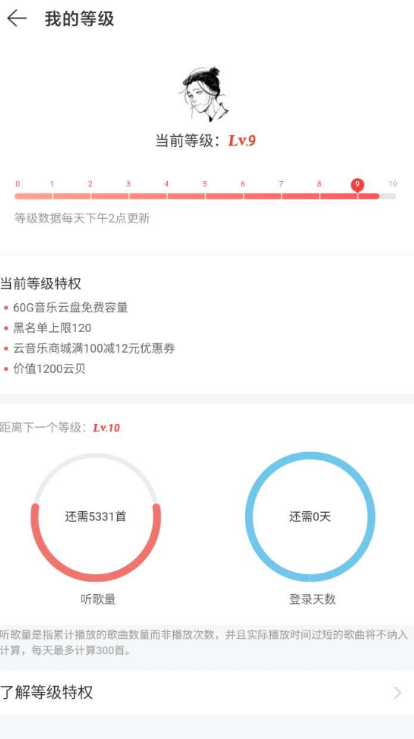 我的等级
当前等级：Lv.9
0 1 2 3 4 5 6 7 8 9 10
等级数据每天下午2点更新
当前等级特权
60G音乐云盘免费容量
黑名单上限120
云音乐商城满100减12元优惠券
价值1200云贝
距离下一个等级：Lv.10
还需5331首
还需0天
听歌量
登录天数
听歌量是指累计播放的歌曲数量而非播放次数，并且实际播放时间过短的歌曲将不纳入
计算，每天最多计算300首。
了解等级特权